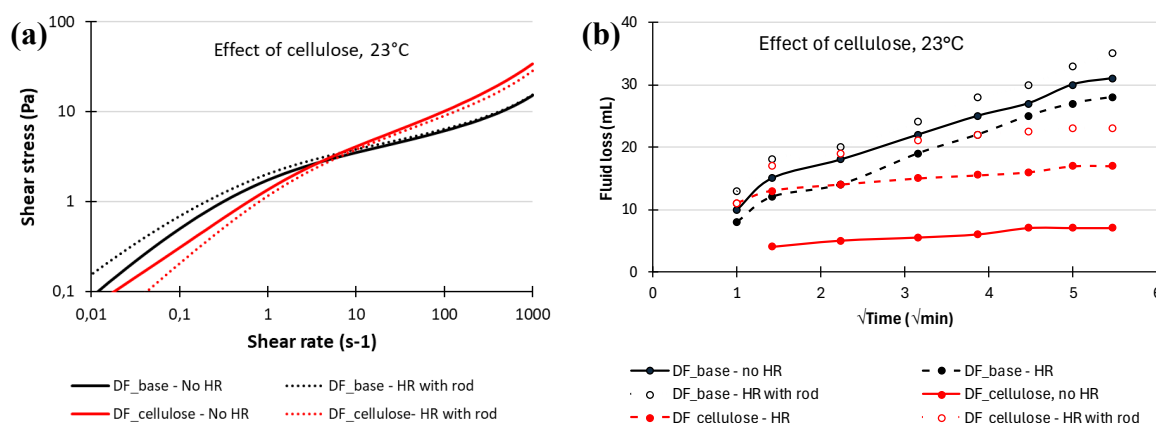 (a)
Effect of cellulose, 23°C
Shear stress (Pa)
100
10
1
0,1
0,01 0,1 1 10 100 1000
Shear rate (s-1)
DF_base - No HR
DF_base - HR with rod
DF_cellulose - No HR
DF_cellulose- HR with rod
(b)
Effect of cellulose, 23°C
Fluid loss (mL)
40
30
20
10
0
0 1 2 3 4 5 6
√Time (√min)
DF_base - no HR
DF_base - HR
DF_base - HR with rod
DF_cellulose, no HR
DF cellulose - HR
DF cellulose - HR with rod